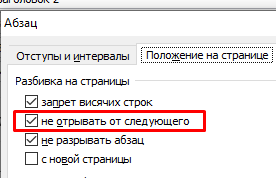 Заголовок 2
Абзац
Отступы и интервалы
Положение на странице
Разбивка на страницы
запрет висячих строк
не отрывать от следующего
не разрывать абзац
с новой страницы